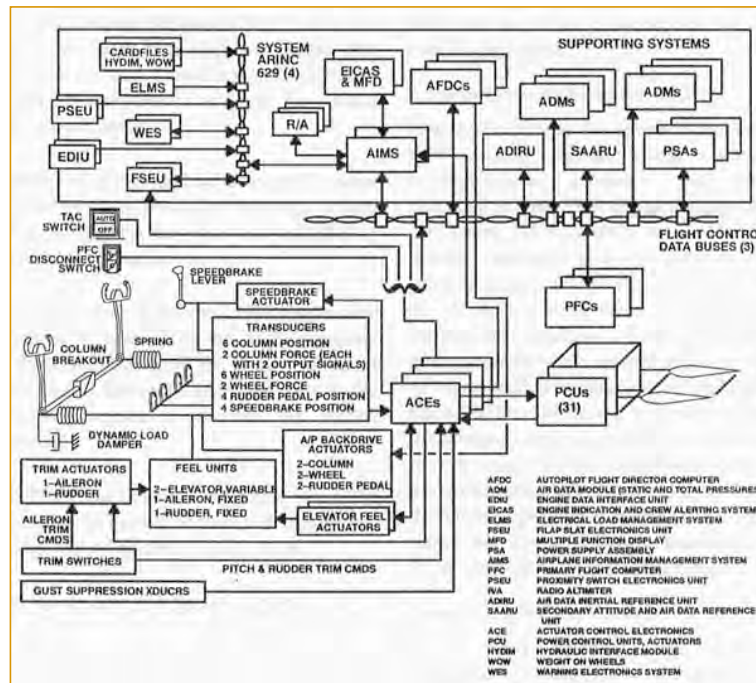 CARDFILES
HYDIM, WOW
SYSTEM
ARINC
629 (4)
SUPPORTING SYSTEMS
EICAS
& MFD
AFDCs
ADMs
ADMs
ELMS
PSEU
WES
R/A
AIMS
ADIRU
SAARU
PSAs
EDIU
FSEU
TAC
SWITCH
AUTO
OFF
PFC
DISCONNECT
SWITCH
FLIGHT CONTROL
DATA BUSES (3)
PFCs
SPEEDBRAKE
LEVER
SPEEDBRAKE
ACTUATOR
TRANSDUCERS
6 COLUMN POSITION
2 COLUMN FORCE (EACH
WITH 2 OUTPUT SIGNALS)
6 WHEEL POSITION
2 WHEEL FORCE
4 RUDDER PEDAL POSITION
4 SPEEDBRAKE POSITION
SPRING
COLUMN
BREAKOUT
ACEs
PCUs
(31)
DYNAMIC LOAD
DAMPER
A/P BACKDRIVE
ACTUATORS
2–COLUMN
2–WHEEL
2–RUDDER PEDAL
TRIM ACTUATORS
1–AILERON
1–RUDDER
FEEL UNITS
2–ELEVATOR,VARIABLE
1–AILERON, FIXED
1–RUDDER, FIXED
ELEVATOR FEEL
ACTUATORS
AILERON
TRIM
CMDS
TRIM SWITCHES
PITCH & RUDDER TRIM CMDS
GUST SUPPRESSION XDUCRS
AFDC AUTOPILOT FLIGHT DIRECTOR COMPUTER
ADM AIR DATA MODULE (STATIC AND TOTAL PRESSURES
EDIU ENGINE DATA INTERFACE UNIT
EICAS ENGINE INDICATION AND CREW ALERTING SYSTEM
ELMS ELECTRICAL LOAD MANAGEMENT SYSTEM
FSEU FILAP SLAT ELECTRONICS UNIT
MFD MULTIPLE FUNCTION DISPLAY
PSA POWER SUPPLY ASSEMBLY
AIMS AIRPLANE INFORMATION MANAGEMENT SYSTEM
PFC PRIMARY FLIGHT COMPUTER
PSEU PROXIMITY SWITCH ELECTRONICS UNIT
R/A RADIO ALTIMETER
ADIRU AIR DATA INERTIAL REFERENCE UNIT
SAARU SECONDARY ATTITUDE AND AIR DATA REFERENCE
UNIT
ACE ACTUATOR CONTROL ELECTRONICS
PCU POWER CONTROL UNITS, ACTUATORS
HYDIM HYDRAULIC INTERFACE MODULE
WOW WEIGHT ON WHEELS
WES WARNING ELECTRONICS SYSTEM